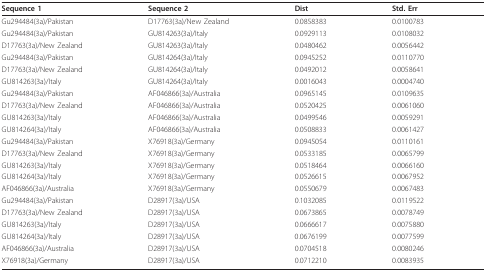 Sequence 1 Sequence 2 Dist Std. Err
Gu294484(3a)/Pakistan D17763(3a)/New Zealand 0.0858383 0.0100783
Gu294484(3a)/Pakistan GU814263(3a)/Italy 0.0929113 0.0108032
D17763(3a)/New Zealand GU814263(3a)/Italy 0.0480462 0.0056442
Gu294484(3a)/Pakistan GU814264(3a)/Italy 0.0945252 0.0110770
D17763(3a)/New Zealand GU814264(3a)/Italy 0.0492012 0.0058641
GU814263(3a)/Italy GU814264(3a)/Italy 0.0016043 0.0004740
Gu294484(3a)/Pakistan AF046866(3a)/Australia 0.0965145 0.0109635
D17763(3a)/New Zealand AF046866(3a)/Australia 0.0520425 0.0061060
GU814263(3a)/Italy AF046866(3a)/Australia 0.0499546 0.0059291
GU814264(3a)/Italy AF046866(3a)/Australia 0.0508833 0.0061427
Gu294484(3a)/Pakistan X76918(3a)/Germany 0.0945054 0.0110161
D17763(3a)/New Zealand X76918(3a)/Germany 0.0533185 0.0065799
GU814263(3a)/Italy X76918(3a)/Germany 0.0518464 0.0066160
GU814264(3a)/Italy X76918(3a)/Germany 0.0526615 0.0067952
AF046866(3a)/Australia X76918(3a)/Germany 0.0550679 0.0067483
Gu294484(3a)/Pakistan D28917(3a)/USA 0.1032085 0.0119522
D17763(3a)/New Zealand D28917(3a)/USA 0.0673865 0.0078749
GU814263(3a)/Italy D28917(3a)/USA 0.0666617 0.0075880
GU814264(3a)/Italy D28917(3a)/USA 0.0676199 0.0077599
AF046866(3a)/Australia D28917(3a)/USA 0.0704518 0.0080246
X76918(3a)/Germany D28917(3a)/USA 0.0712210 0.0083935